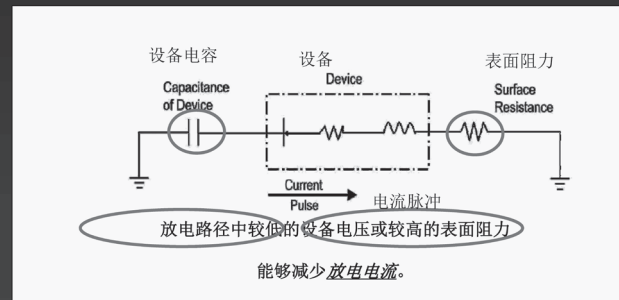 设备电容
设备
表面阻力
Capacitance
of Device
Device
Surface
Resistance
Current
Pulse
电流脉冲
放电路径中较低的设备电压或较高的表面阻力
能够减少放电电流。